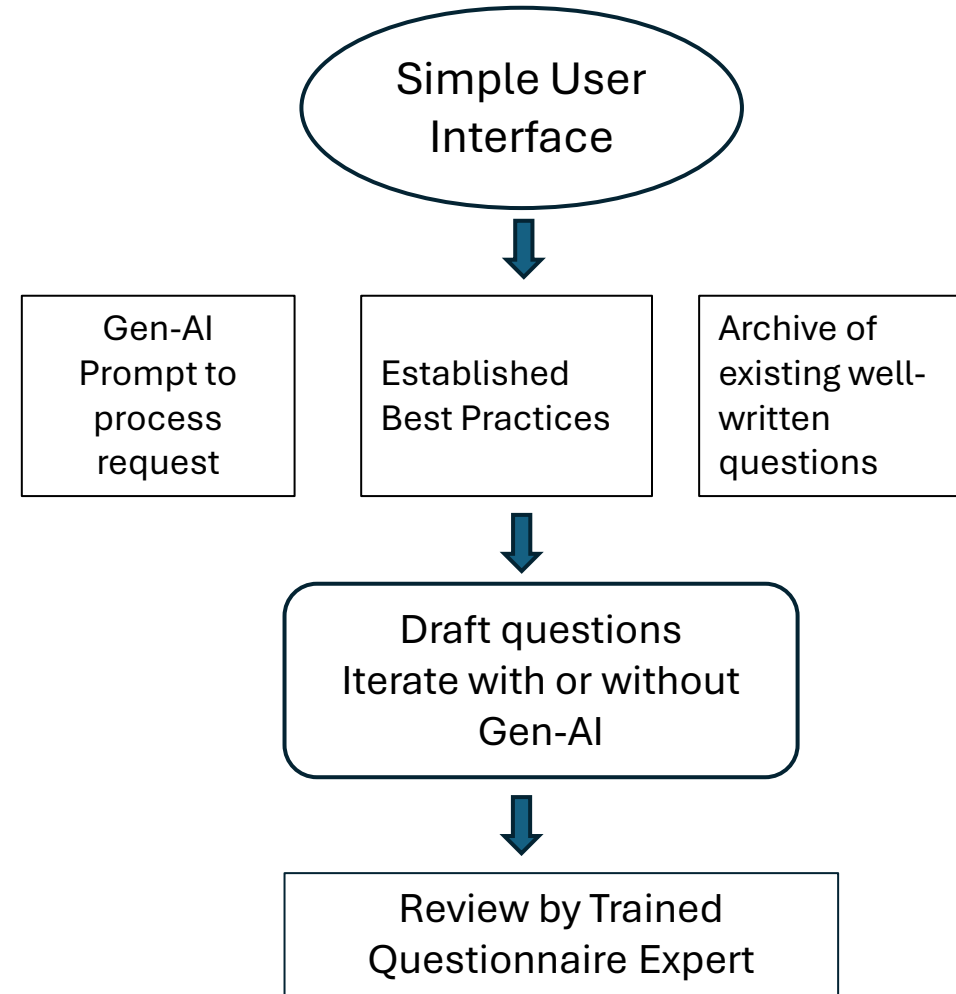 Simple User
Interface
Gen-AI
Prompt to
process
request
Established
Best Practices
Archive of
existing well-
written
questions
Draft questions
Iterate with or without
Gen-AI
Review by Trained
Questionnaire Expert